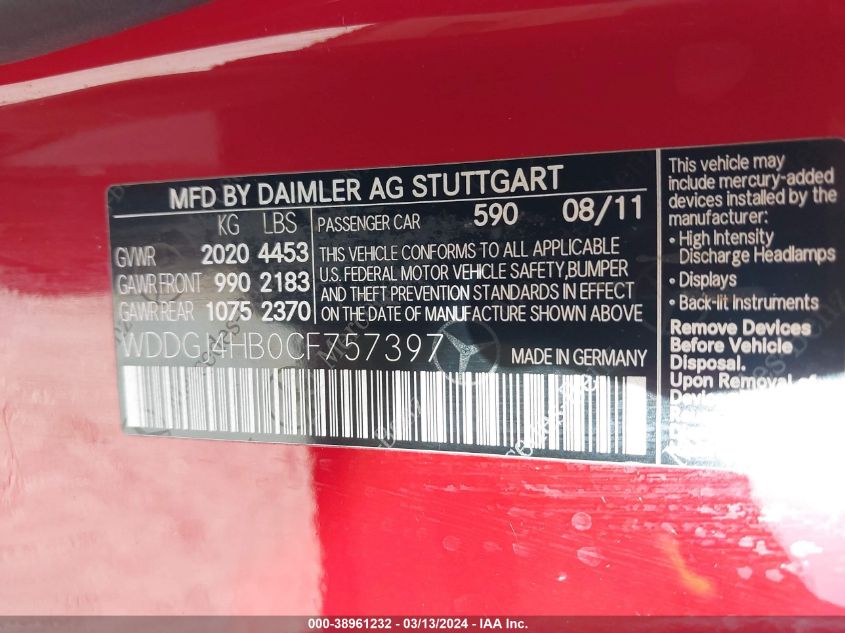 MFD BY DAIMLER AG STUTTGART
KG LBS
GVWR 2020 4453
GAWR FRONT 990 2183
GAWR REAR 1075 2370
PASSENGER CAR 590 08/11
THIS VEHICLE CONFORMS TO ALL APPLICABLE
U.S. FEDERAL MOTOR VEHICLE SAFETY, BUMPER
AND THEFT PREVENTION STANDARDS IN EFFECT
ON THE DATE OF MANUFACTURE SHOWN ABOVE
WDDGJ4HB0CF757397
MADE IN GERMANY
This vehicle may
include mercury-added
devices installed by the
manufacturer:
• High Intensity
Discharge Headlamps
• Displays
• Back-lit Instruments
Remove Devices
Before Vehicle
Disposal.
Upon Removal of
000-38961232 - 03/13/2024 - IAA Inc.